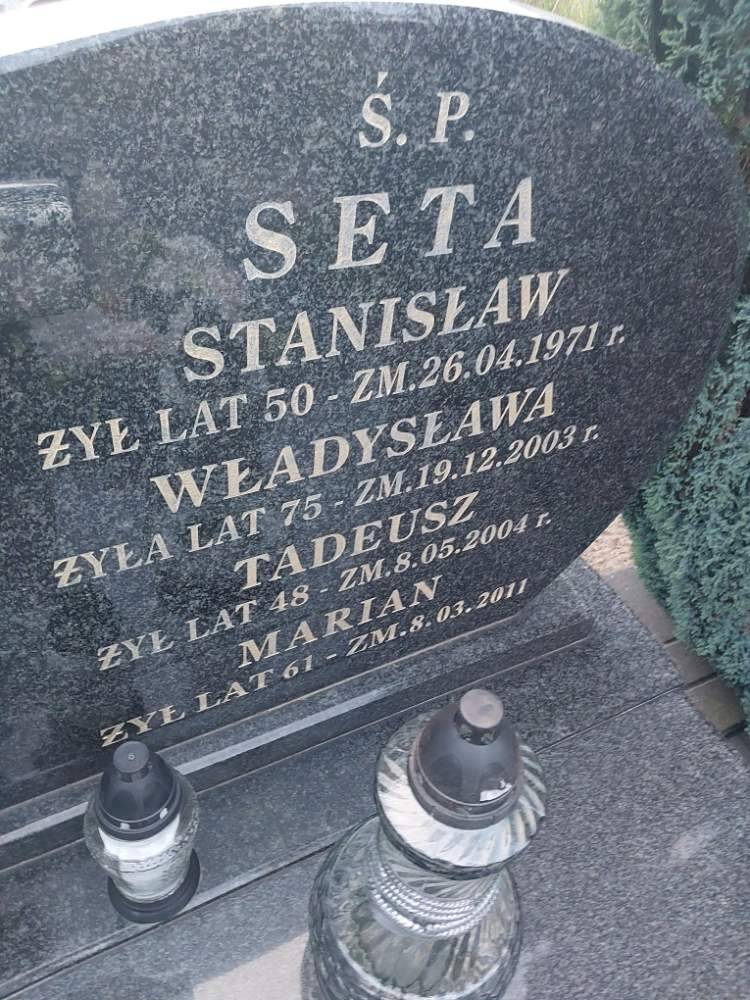 Ś. P.
SETA
STANISŁAW
ŻYŁ LAT 50 - ZM.26.04.1971 r.
WŁADYSŁAWA
ŻYŁA LAT 75 - ZM.19.12.2003 r.
TADEUSZ
ŻYŁ LAT 48 - ZM.8.05.2004 r.
MARIAN
ŻYŁ LAT 61 - ZM.8.03.2011